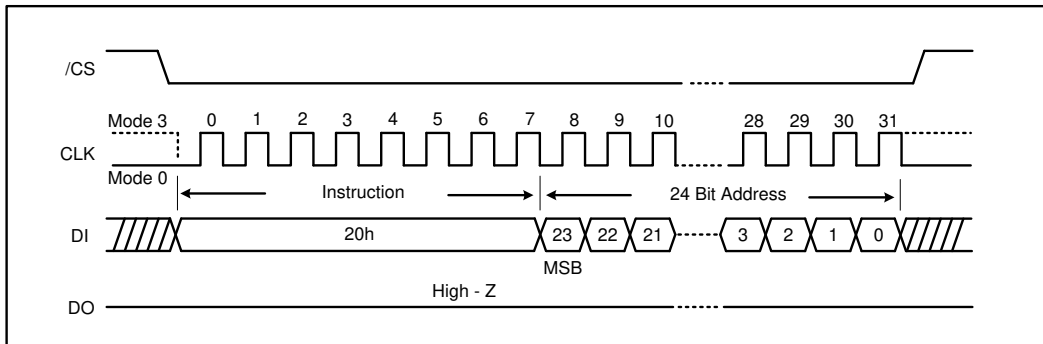 /CS
Mode 3 0 1 2 3 4 5 6 7 8 9 10 28 29 30 31
CLK
Mode 0
Instruction 24 Bit Address
DI 20h 23 22 21 3 2 1 0
MSB
High - Z
DO